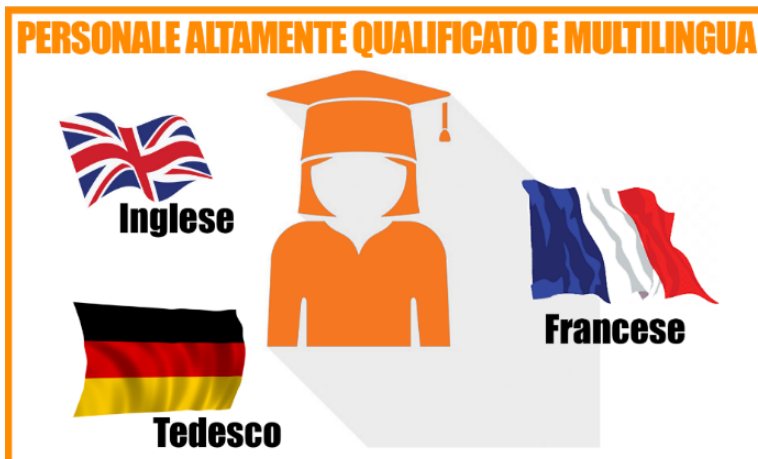 PERSONALE ALTAMENTE QUALIFICATO E MULTILINGUA
Inglese
Francese
Tedesco